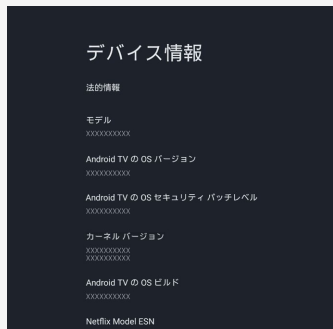 デバイス情報
法的情報
モデル
XXXXXXXXXX
Android TV の OS バージョン
XXXXXXXXXX
Android TV の OS セキュリティ パッチレベル
XXXXXXXXXX
カーネル バージョン
XXXXXXXXXX
XXXXXXXXXX
Android TV の OS ビルド
XXXXXXXXXX
Netflix Model ESN